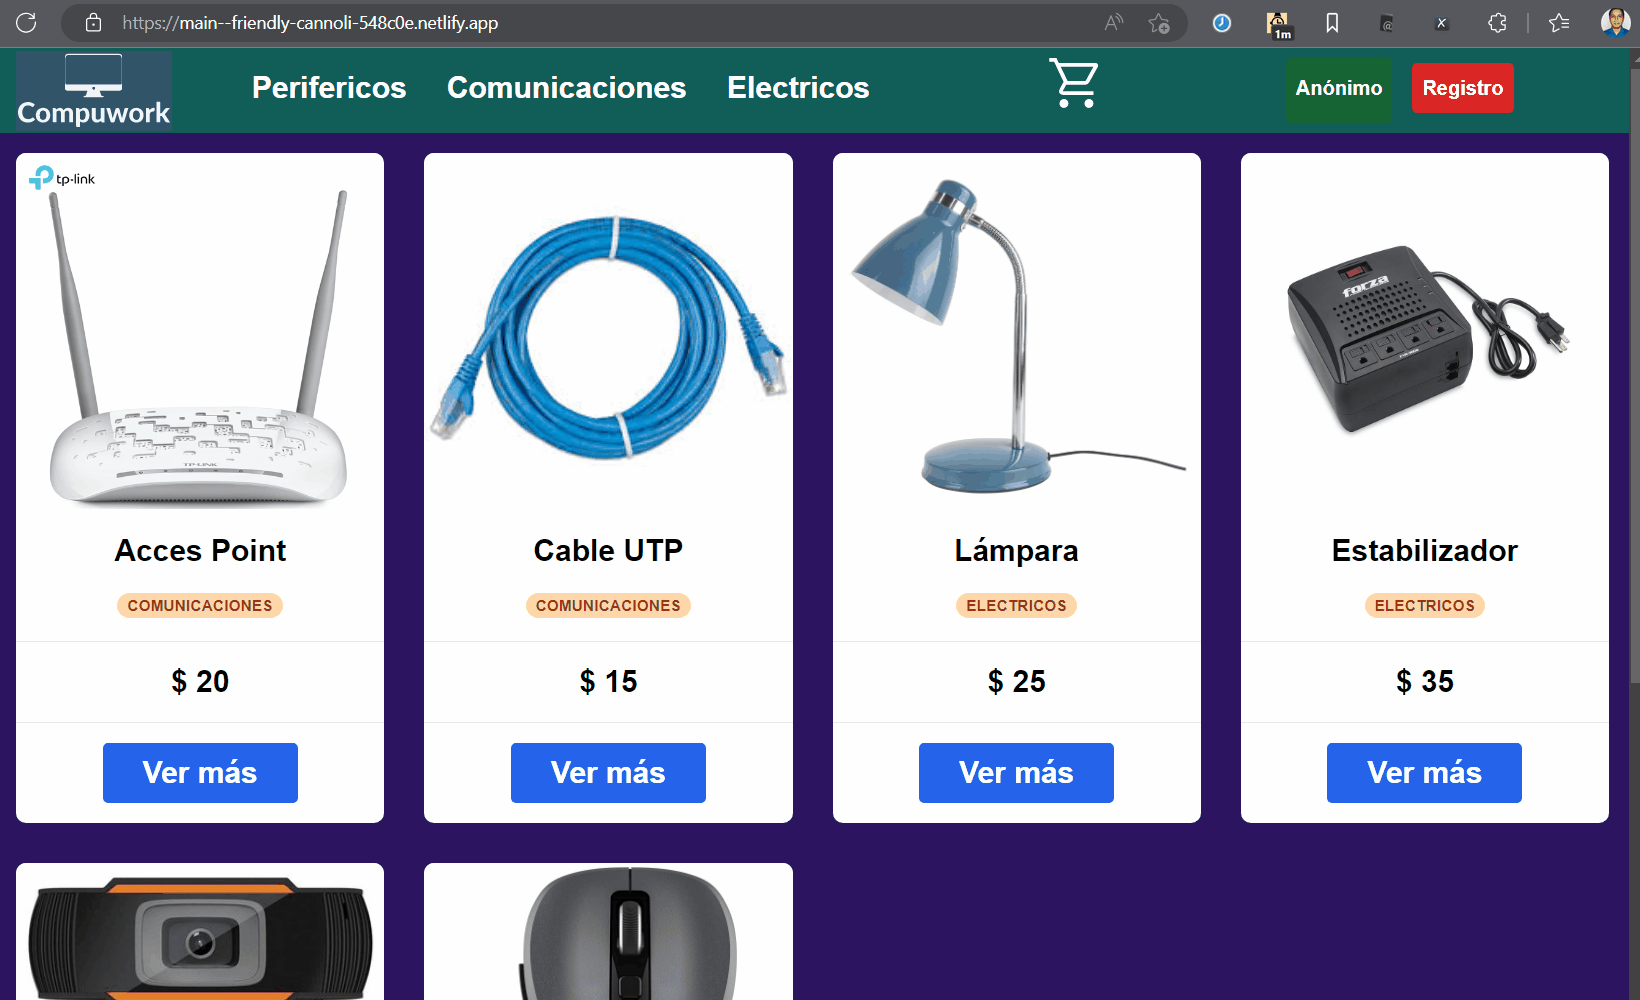 https://main--friendly-cannoli-548c0e.netlify.app
1m
Compuwork
Perifericos
Comunicaciones
Electricos
Anónimo
Registro
tp-link
TP-LINK
forza
Acces Point
Cable UTP
Lámpara
Estabilizador
COMUNICACIONES
COMUNICACIONES
ELECTRICOS
ELECTRICOS
$ 20
$ 15
$ 25
$ 35
Ver más
Ver más
Ver más
Ver más